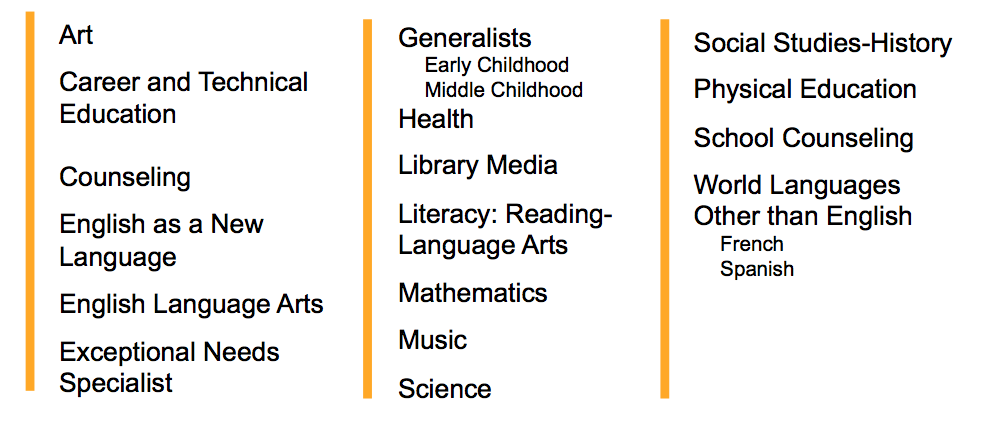 Art
Career and Technical
Education
Counseling
English as a New
Language
English Language Arts
Exceptional Needs
Specialist
Generalists
Early Childhood
Middle Childhood
Health
Library Media
Literacy: Reading-
Language Arts
Mathematics
Music
Science
Social Studies-History
Physical Education
School Counseling
World Languages
Other than English
French
Spanish